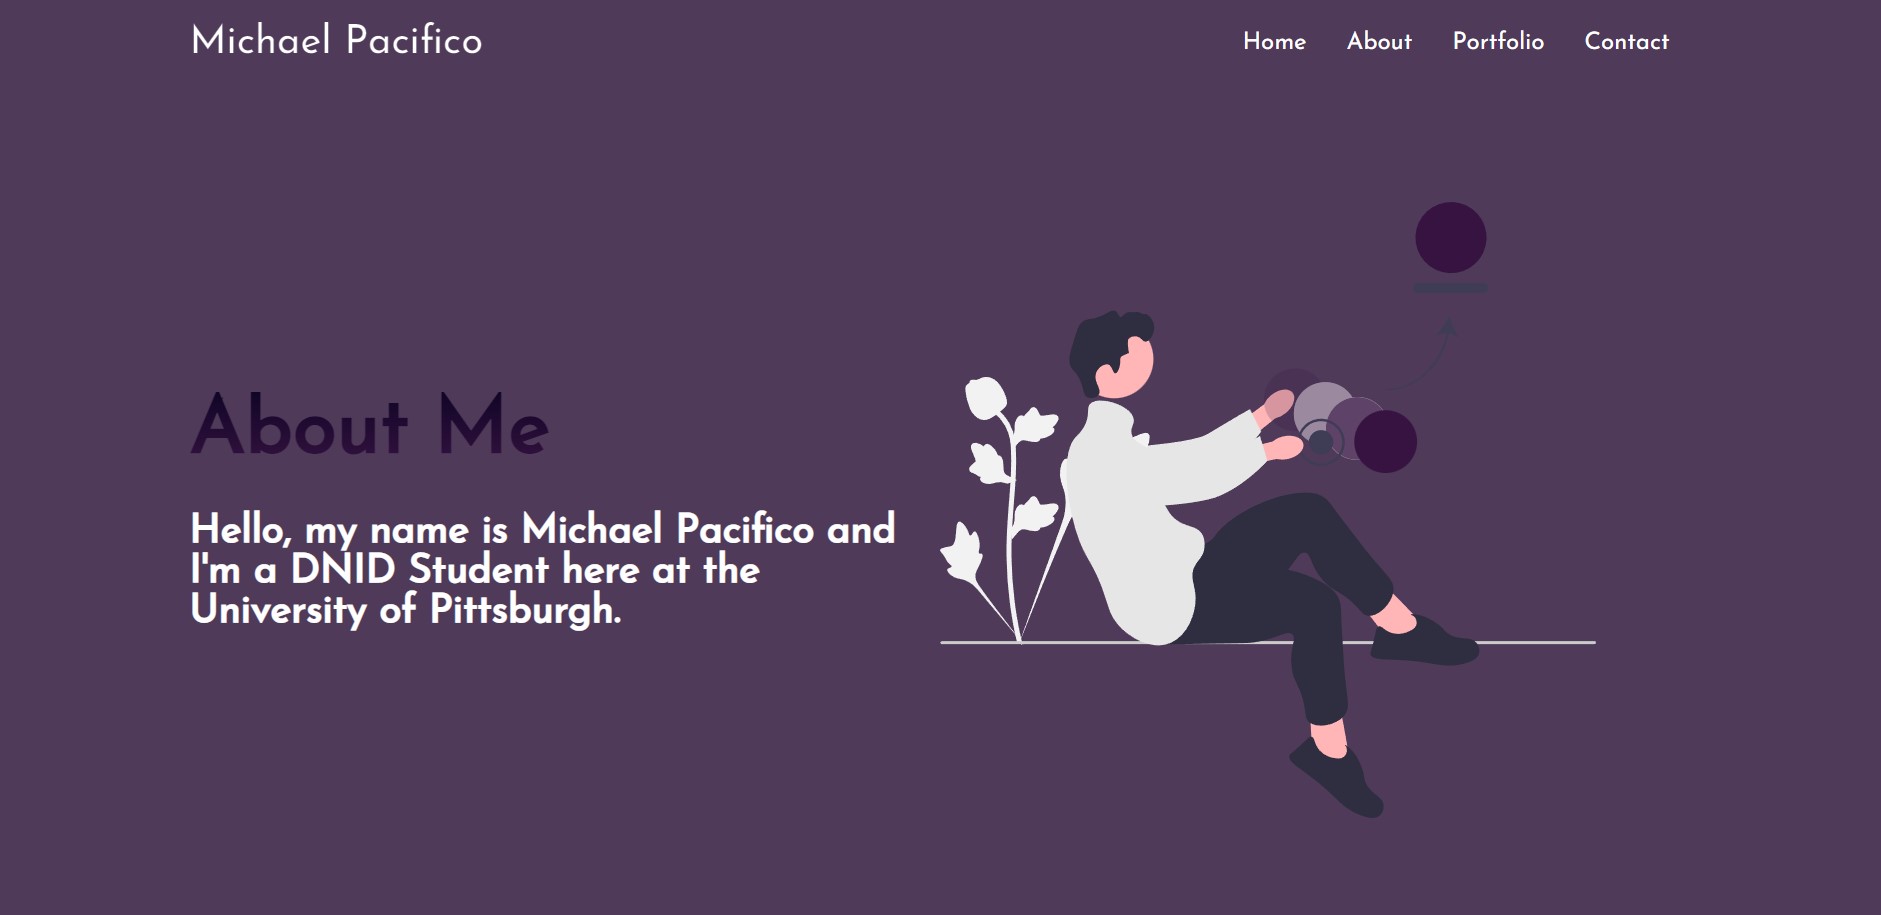 Michael Pacifico
Home About Portfolio Contact
About Me
Hello, my name is Michael Pacifico and
I'm a DNID Student here at the
University of Pittsburgh.